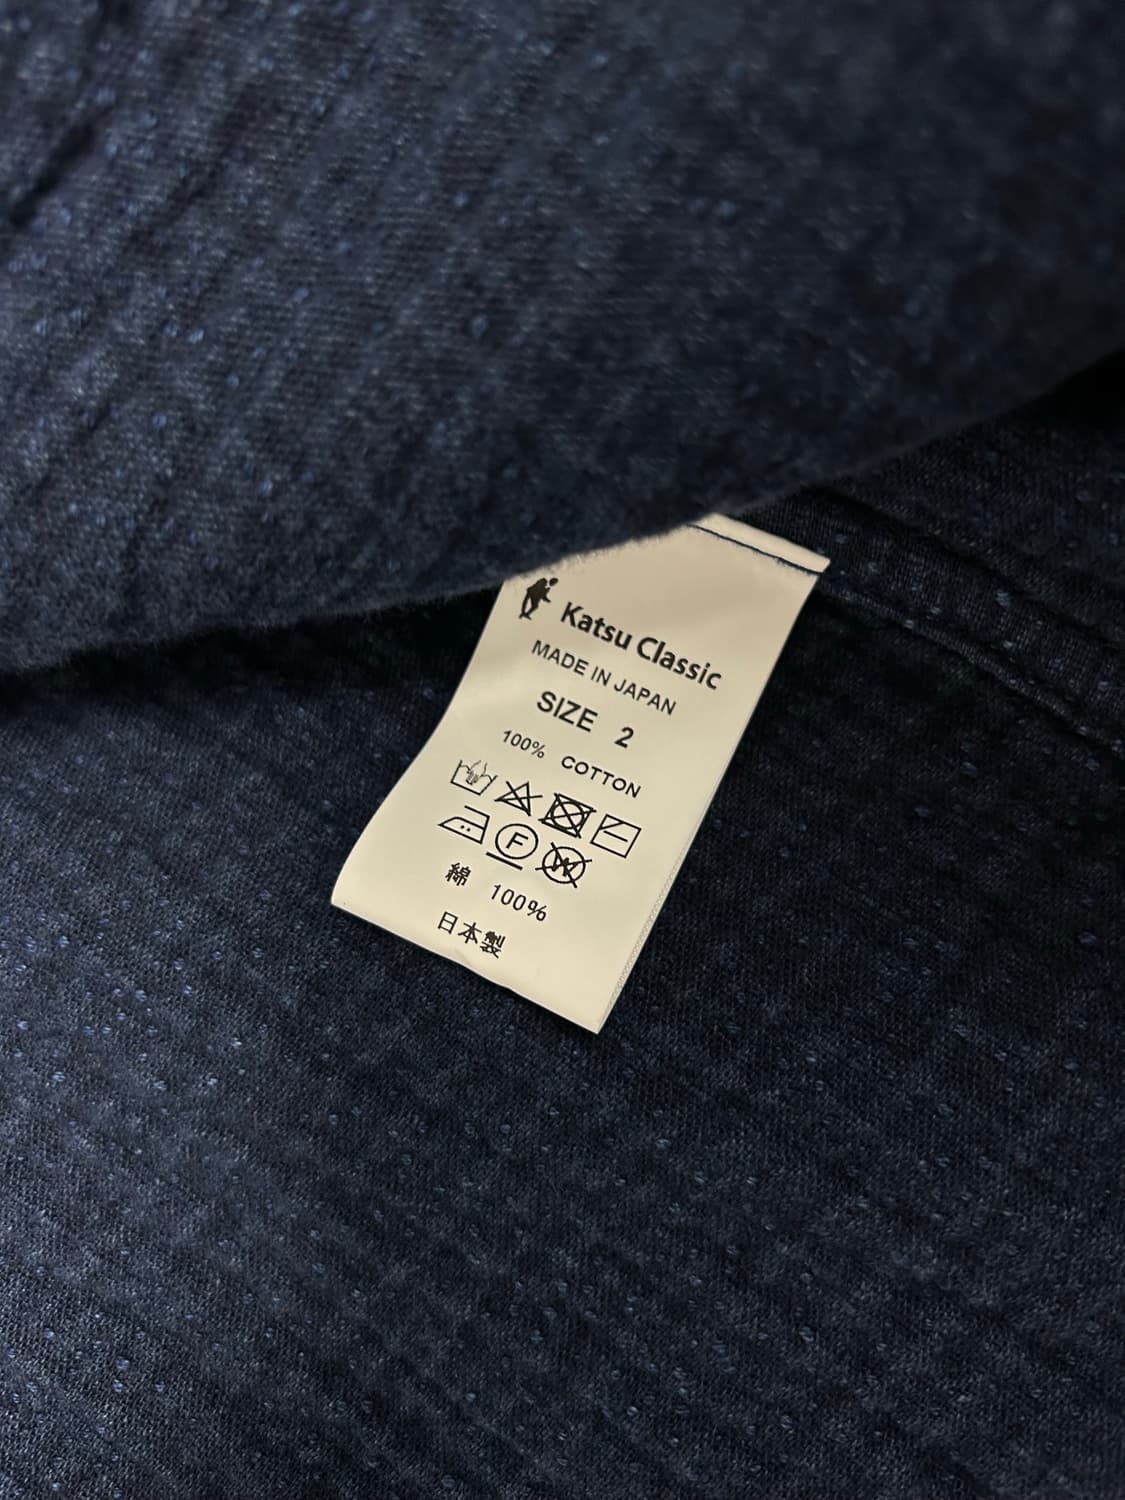 Katsu Classic
MADE IN JAPAN
SIZE 2
100% COTTON
F W
綿 100%
日本製